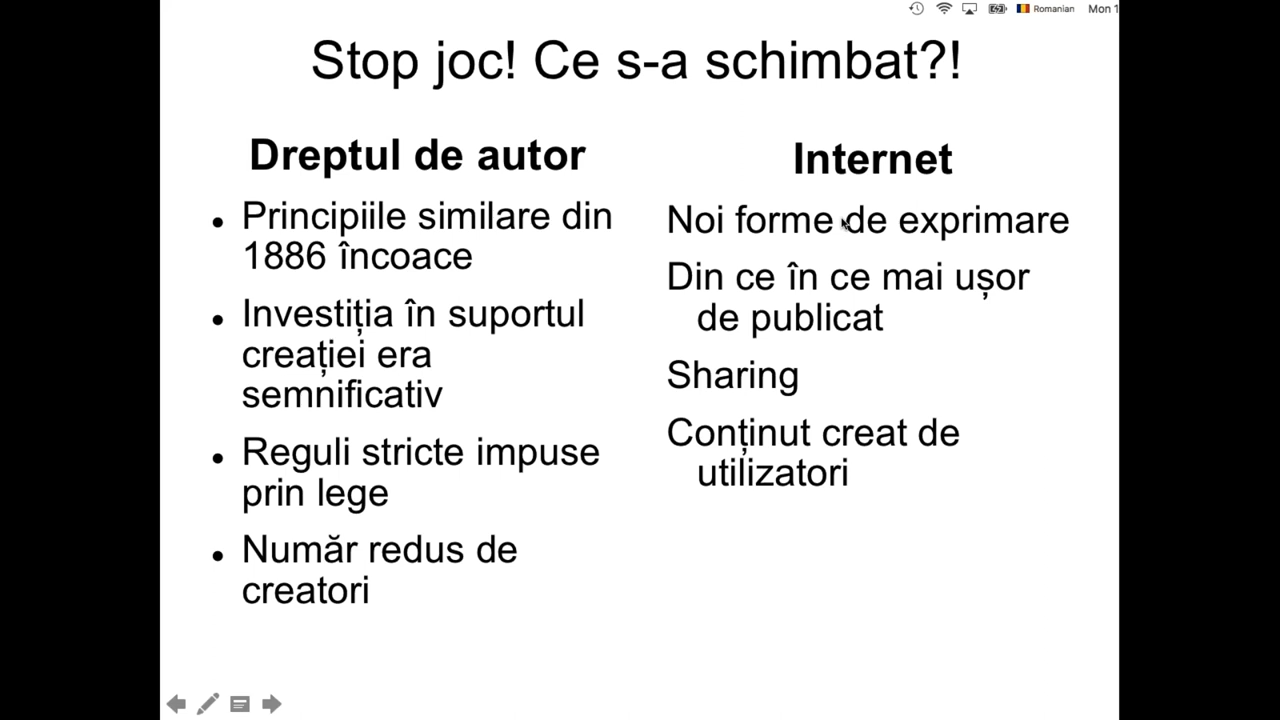 Romanian Mon 1
Stop joc! Ce s-a schimbat?!
Dreptul de autor
Principiile similare din
1886 încoace
Investiția în suportul
creației era
semnificativ
Reguli stricte impuse
prin lege
Număr redus de
creatori
Internet
Noi forme de exprimare
Din ce în ce mai ușor
de publicat
Sharing
Conținut creat de
utilizatori